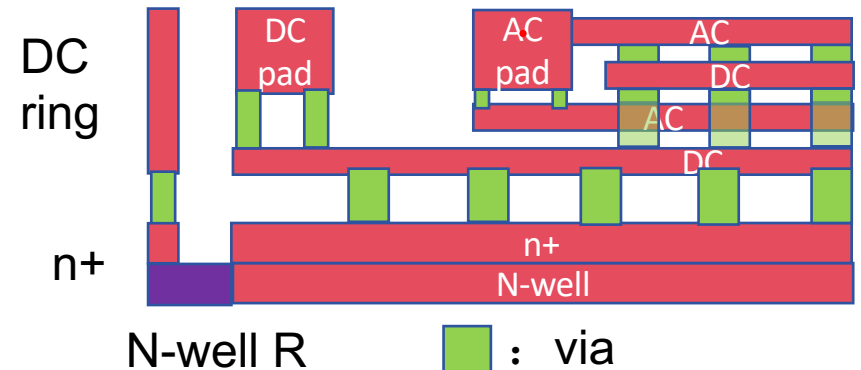 DC
ring
DC
pad
AC
pad
AC
DC
AC
DC
n+
n+
N-well
N-well R
： via